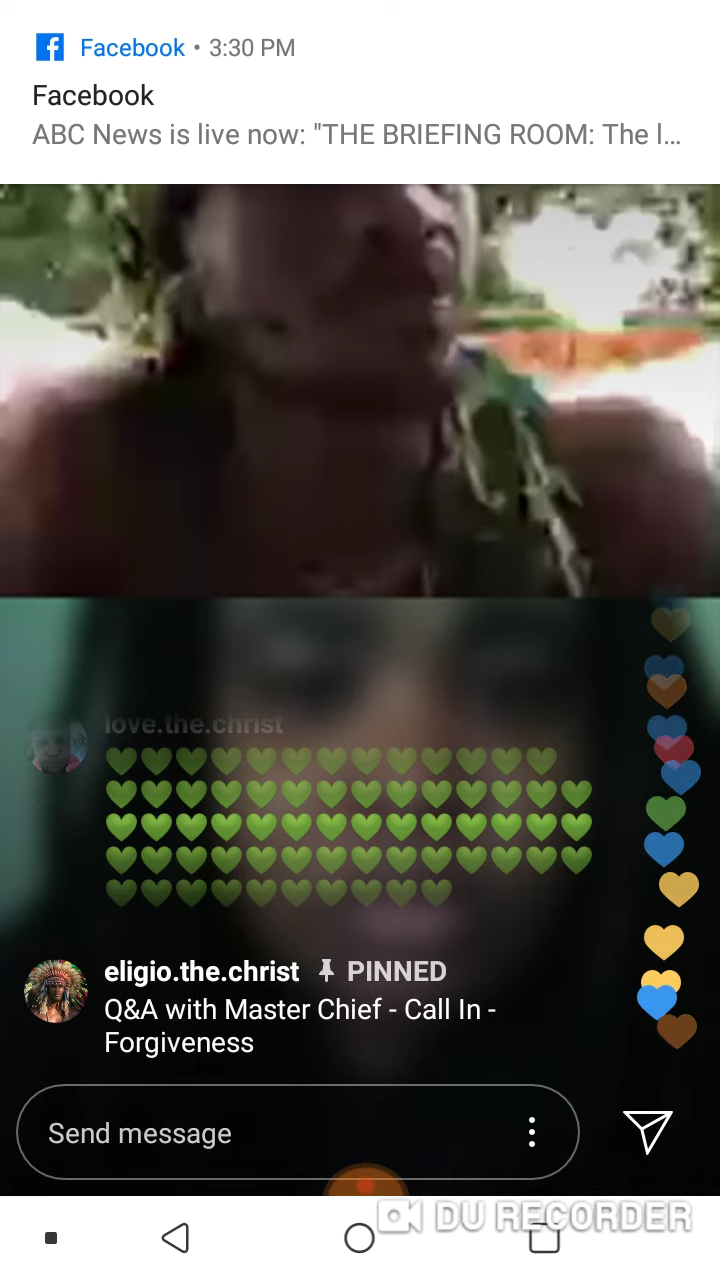 Facebook • 3:30 PM
Facebook
ABC News is live now: "THE BRIEFING ROOM: The l...
love.the.christ
eligio.the.christ PINNED
Q&A with Master Chief - Call In -
Forgiveness
Send message
DU RECORDER